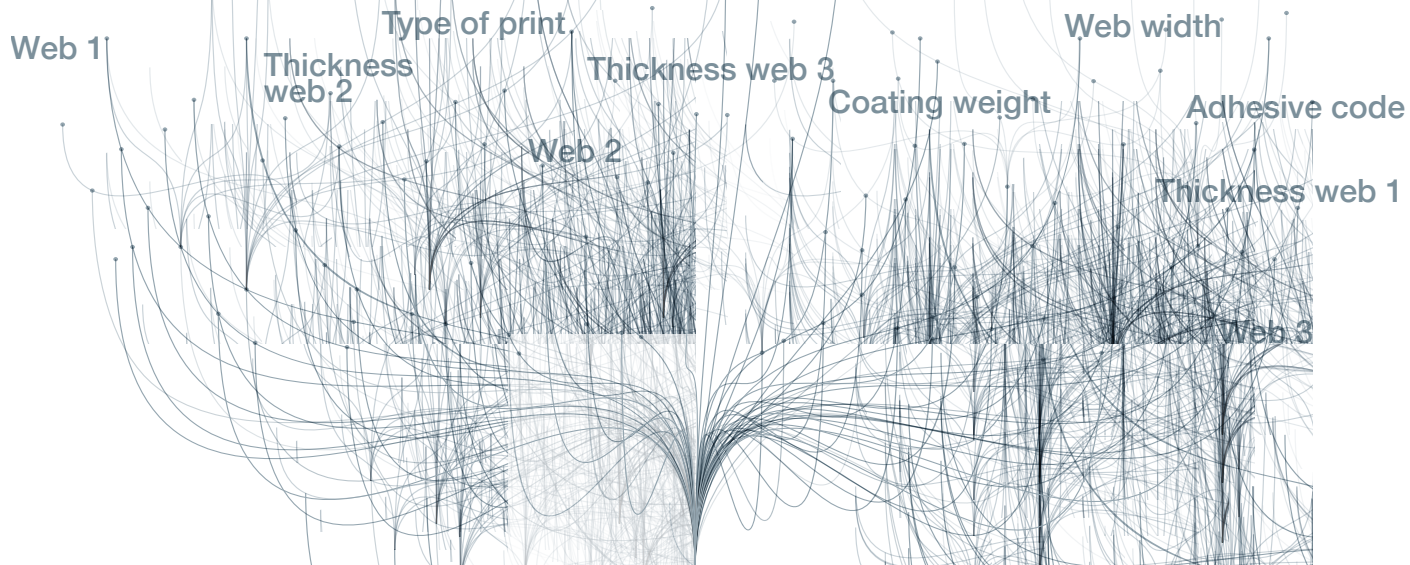 Type of print
Web width
Web 1
Thickness
web 2
Thickness web 3
Coating weight
Adhesive code
Web 2
Thickness web 1
Web 3